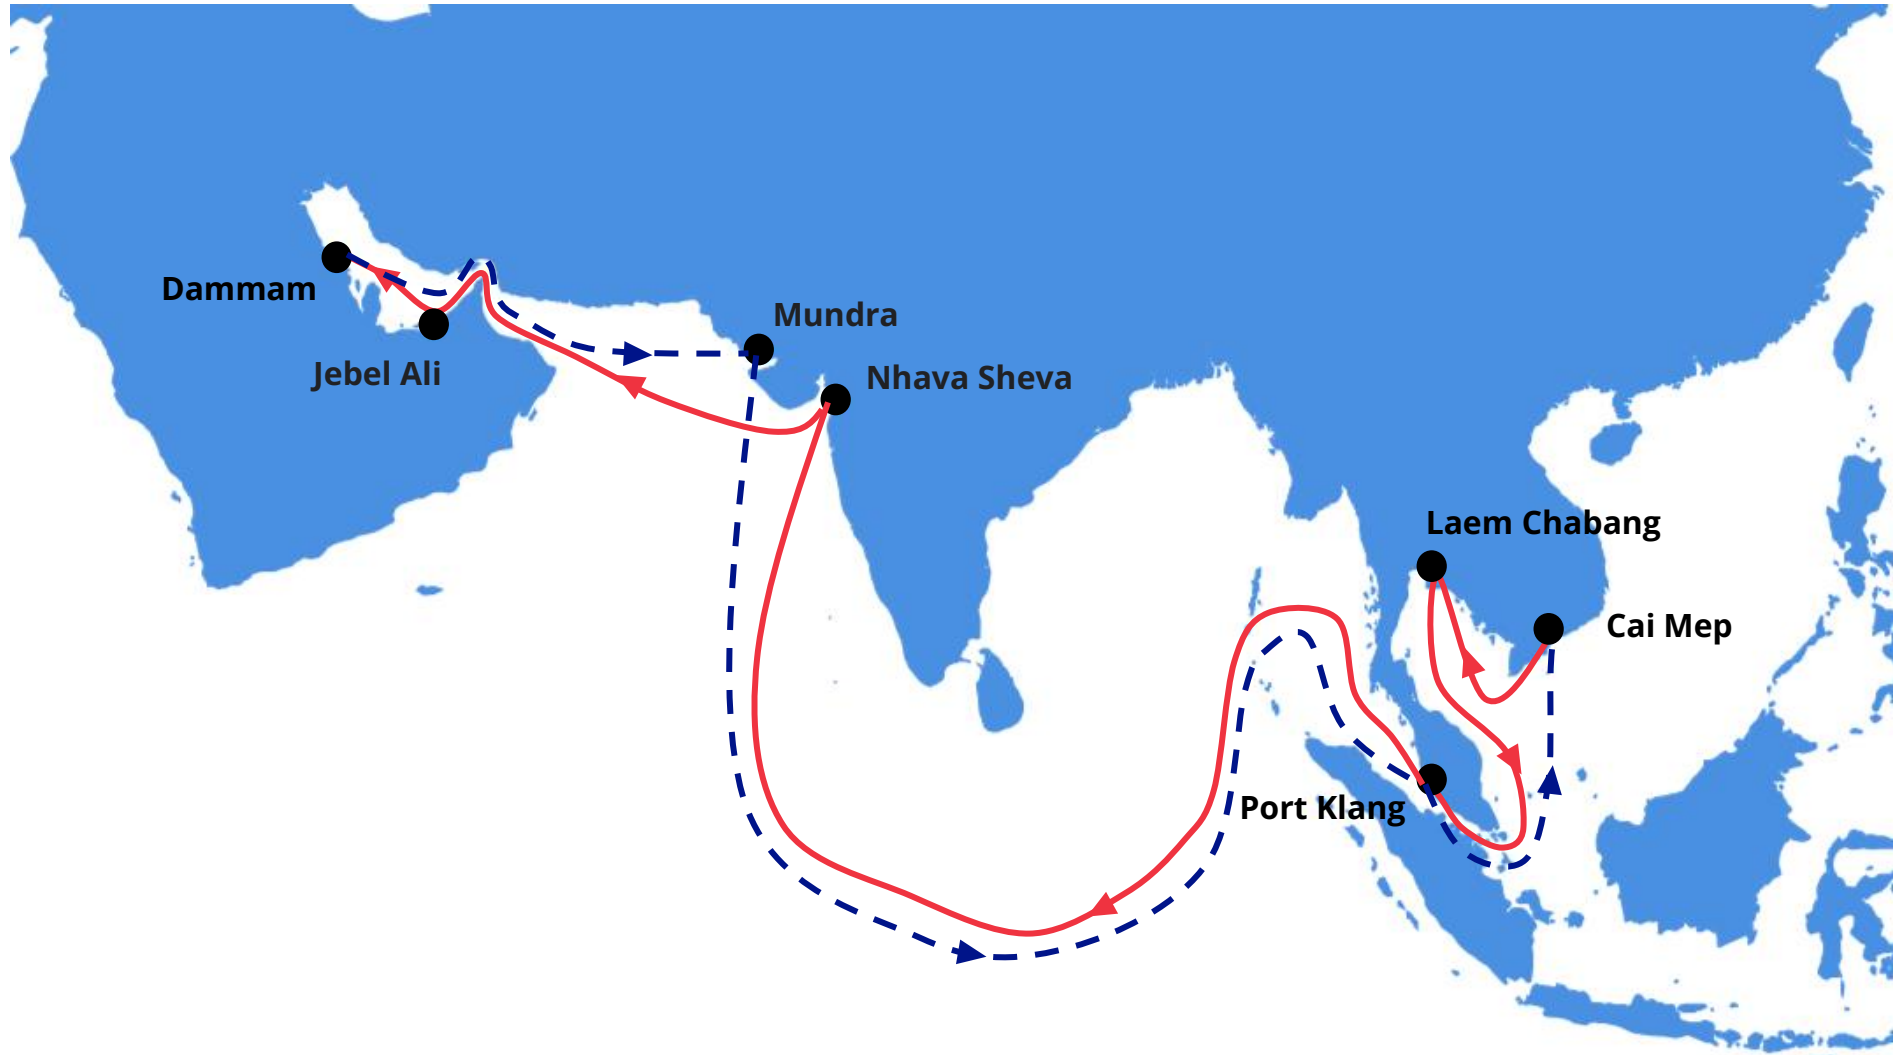 Dammam
Mundra
Jebel Ali
Nhava Sheva
Laem Chabang
Cai Mep
Port Klang